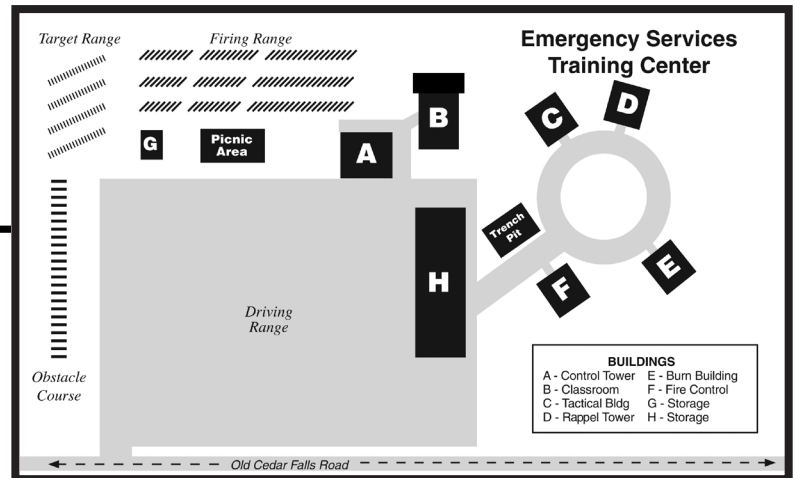 Emergency Services
Training Center
Target Range
Firing Range
G
Picnic
Area
A
B
C
D
Trench
Pit
H
F
E
Driving
Range
Obstacle
Course
BUILDINGS
A - Control Tower E - Burn Building
B - Classroom F - Fire Control
C - Tactical Bldg G - Storage
D - Rappel Tower H - Storage
Old Cedar Falls Road